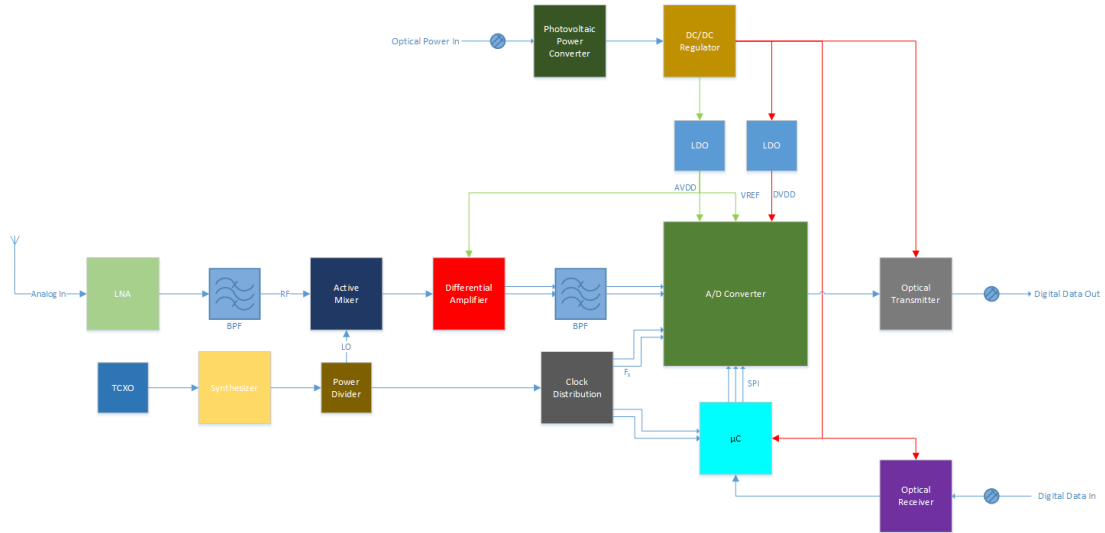 Optical Power In
Photovoltaic
Power
Converter
DC/DC
Regulator
LDO
LDO
AVDD
VREF
DVDD
Analog In
LNA
BPF
RF
Active
Mixer
Differential
Amplifier
BPF
A/D Converter
Optical
Transmitter
Digital Data Out
LO
TCXO
Synthesizer
Power
Divider
Clock
Distribution
Fs
SPI
µC
Optical
Receiver
Digital Data In